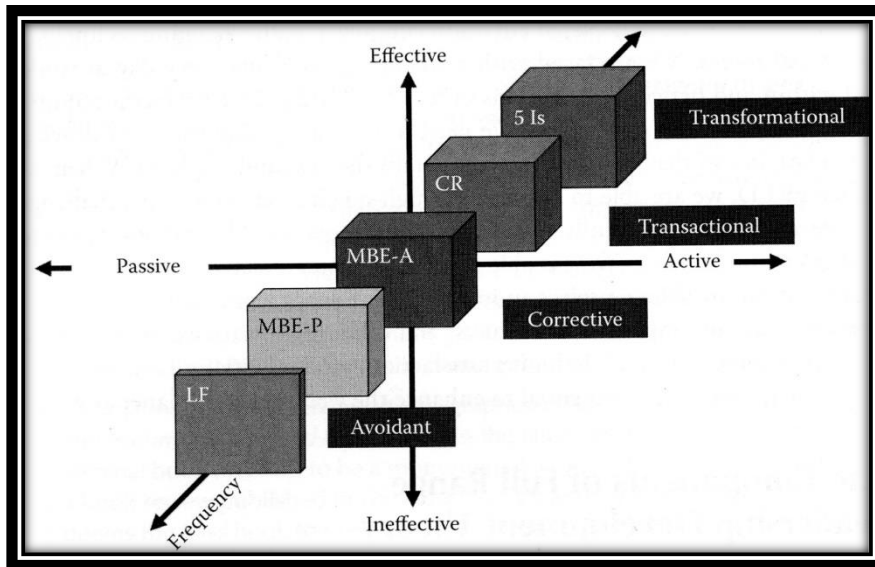 Effective
5 Is
Transformational
CR
Transactional
MBE-A
Passive
Active
MBE-P
Corrective
LF
Avoidant
Frequency
Ineffective